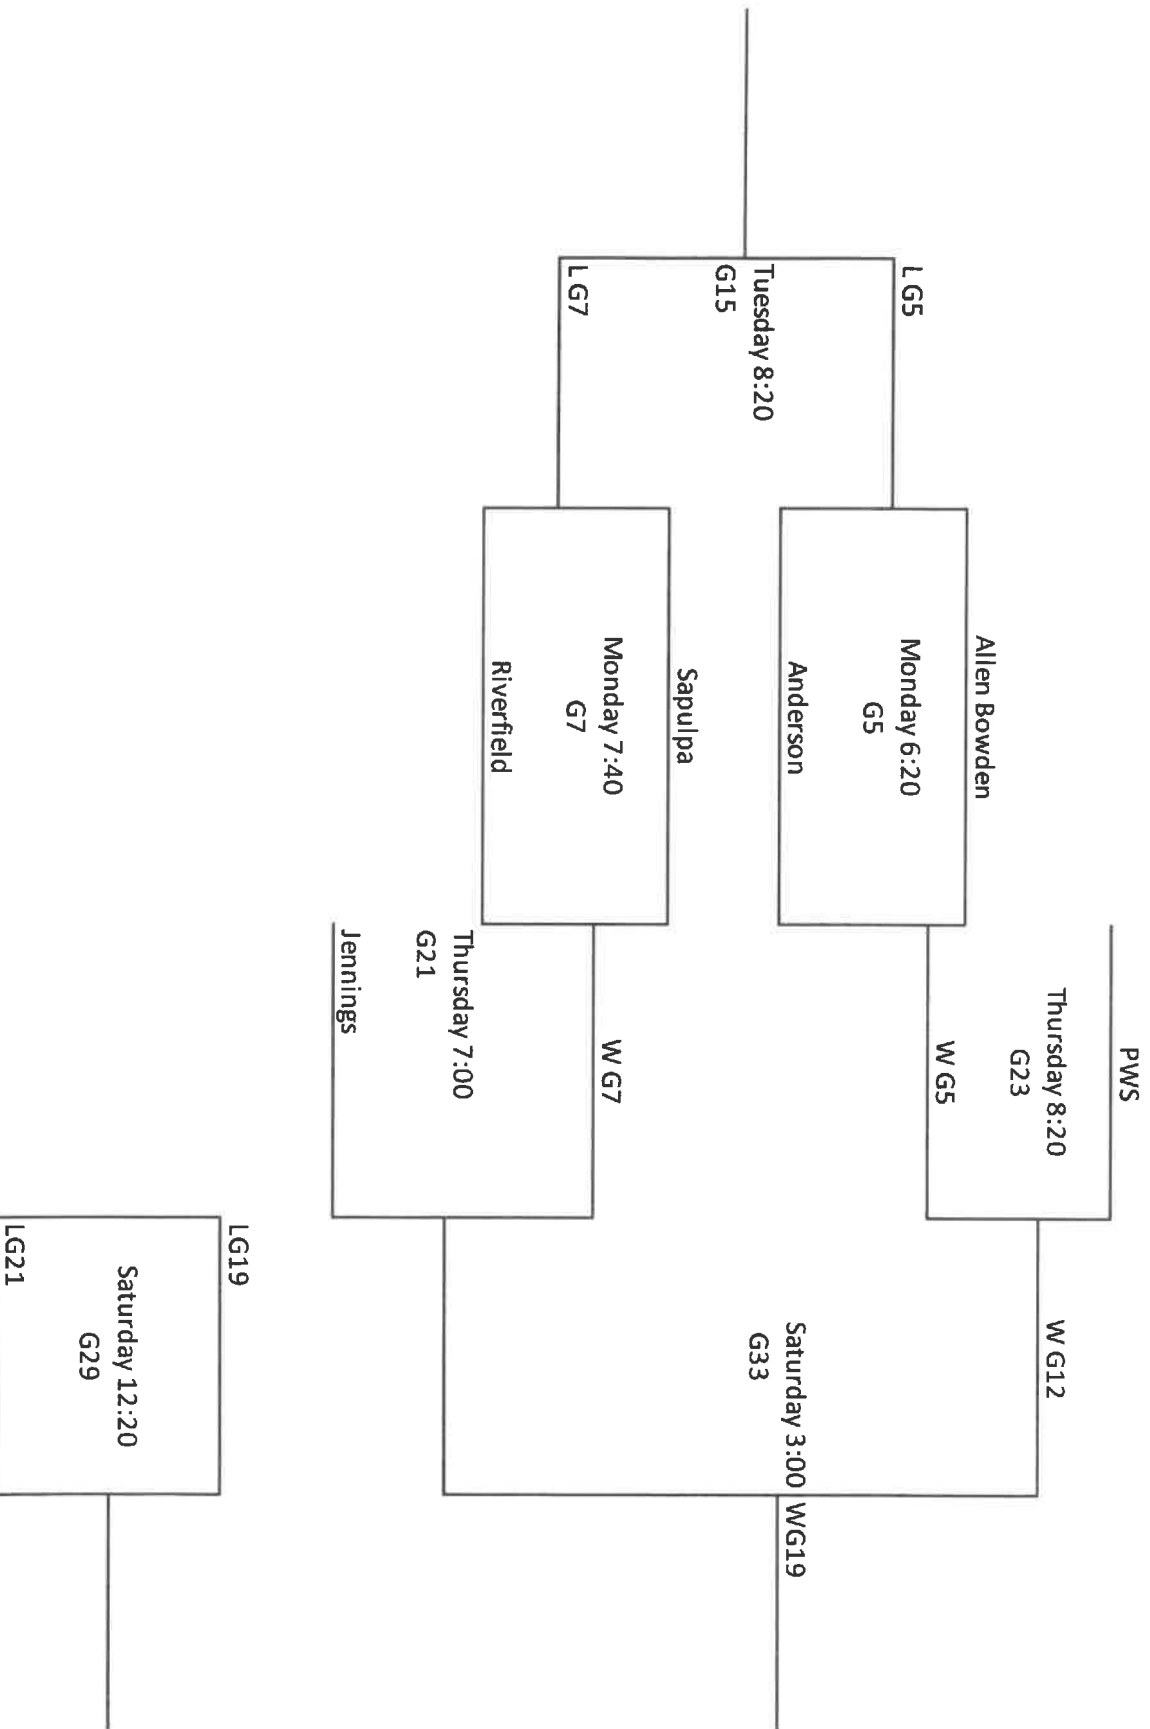 PWS
Thursday 8:20
G23
W G5
W G12
Allen Bowden
Monday 6:20
G5
Anderson
L G5
Tuesday 8:20
G15
L G7
Saturday 3:00
G33
WG19
Sapulpa
Monday 7:40
G7
Riverfield
W G7
Thursday 7:00
G21
Jennings
LG19
Saturday 12:20
G29
LG21